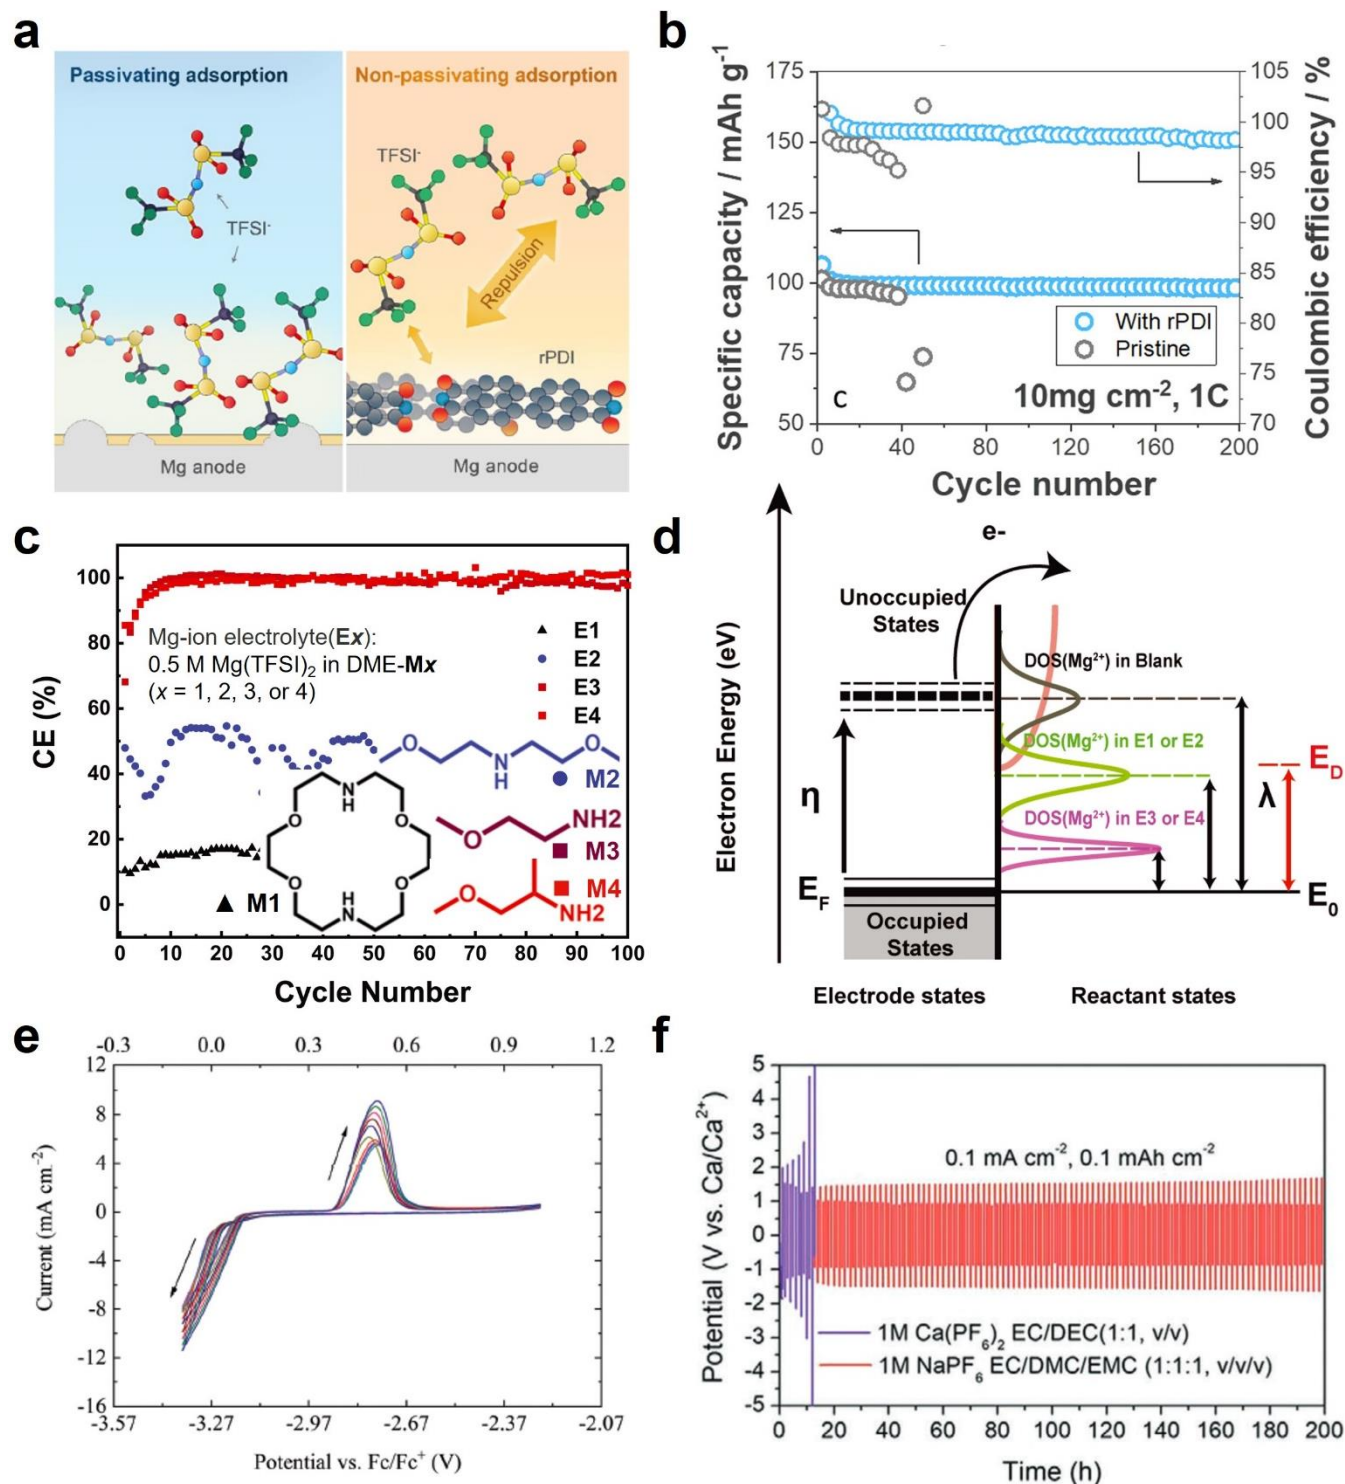 a
Passivating adsorption
Non-passivating adsorption
TFSI-
TFSI-
Repulsion
rPDI
Mg anode
Mg anode
b
Specific capacity / mAh g-1
Coulombic efficiency / %
175
150
125
100
75
50
105
100
95
90
85
80
75
70
With rPDI
Pristine
c
10mg cm-2, 1C
0
40
80
120
160
200
Cycle number
c
CE (%)
100
80
60
40
20
0
Mg-ion electrolyte(Ex):
0.5 M Mg(TFSI)2 in DME-Mx
(x = 1, 2, 3, or 4)
E1
E2
E3
E4
O
N
H
O
M2
O
NH2
M3
O
NH2
M4
M1
N
H
O
O
O
O
N
H
0
10
20
30
40
50
60
70
80
90
100
Cycle Number
d
e-
Electron Energy (eV)
Unoccupied
States
DOS(Mg2+) in Blank
DOS(Mg2+) in E1 or E2
DOS(Mg2+) in E3 or E4
η
λ
ED
EF
E0
Occupied
States
Electrode states
Reactant states
e
-0.3
0.0
0.3
0.6
0.9
1.2
Current (mA cm−2)
12
8
4
0
-4
-8
-12
-16
-3.57
-3.27
-2.97
-2.67
-2.37
-2.07
Potential vs. Fc/Fc+ (V)
f
Potential (V vs. Ca/Ca2+)
5
4
3
2
1
0
-1
-2
-3
-4
-5
0.1 mA cm-2, 0.1 mAh cm-2
1M Ca(PF6)2 EC/DEC(1:1, v/v)
1M NaPF6 EC/DMC/EMC (1:1:1, v/v/v)
0
20
40
60
80
100
120
140
160
180
200
Time (h)